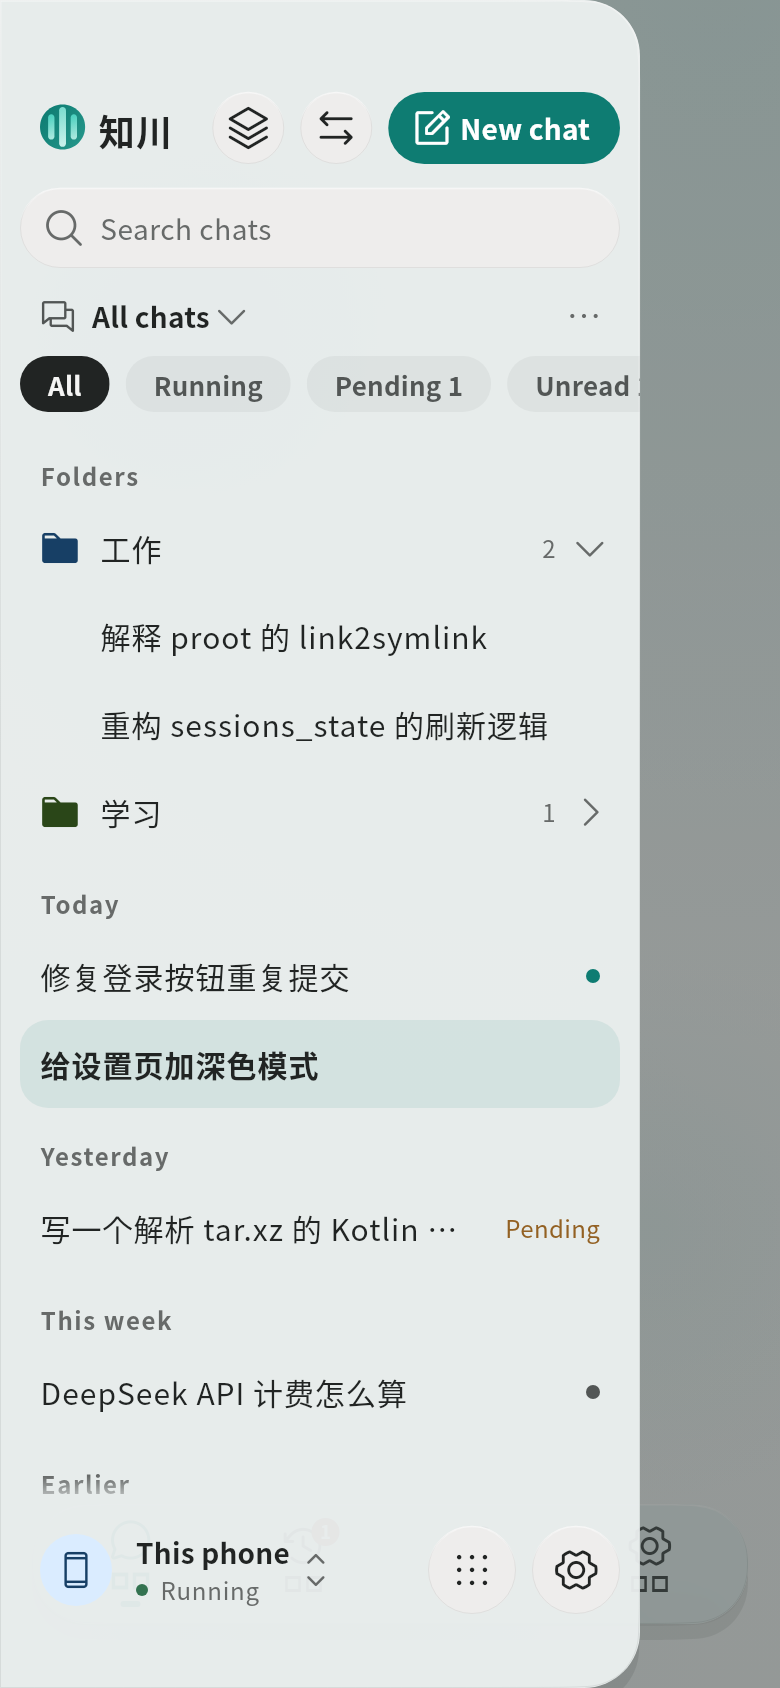 知川
New chat
Search chats
All chats
All
Running
Pending 1
Unread
Folders
工作
2
解释 proot 的 link2symlink
重构 sessions_state 的刷新逻辑
学习
1
Today
修复登录按钮重复提交
给设置页加深色模式
Yesterday
写一个解析 tar.xz 的 Kotlin …
Pending
This week
DeepSeek API 计费怎么算
Earlier
This phone
Running